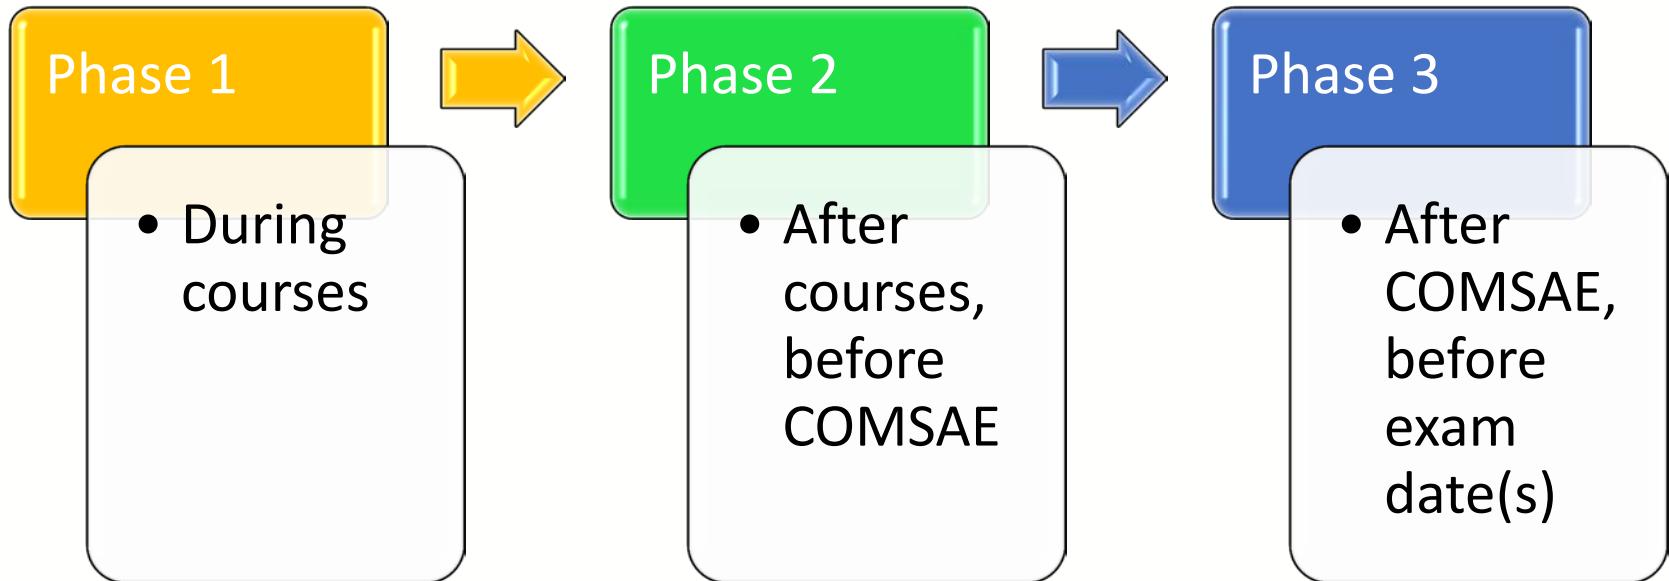 Phase 1
• During
courses
Phase 2
• After
courses,
before
COMSAE
Phase 3
• After
COMSAE,
before
exam
date(s)